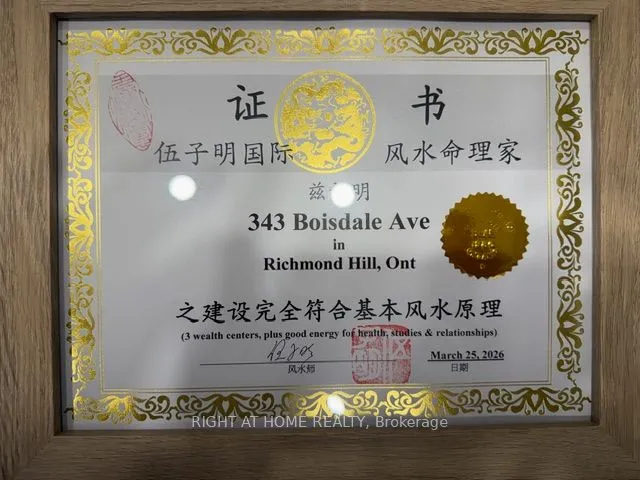 证 书
伍子明国际 风水命理家
兹 明
343 Boisdale Ave
in
Richmond Hill, Ont
之建设完全符合基本风水原理
(3 wealth centers, plus good energy for health, studies & relationships)
March 25, 2026
风水师 日期
RIGHT AT HOME REALTY, Brokerage